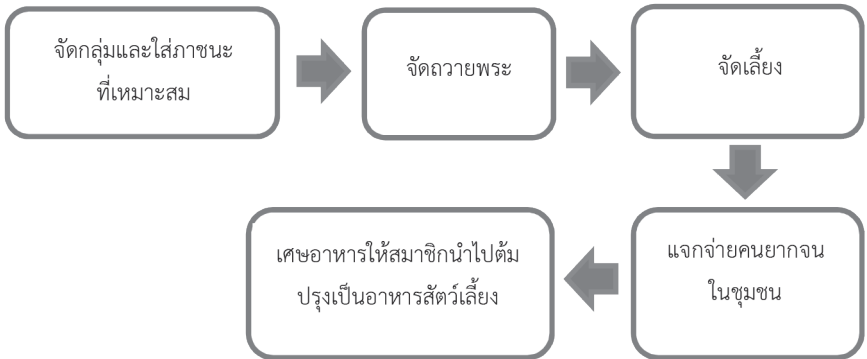 จัดกลุ่มและใส่ภาชนะ
ที่เหมาะสม
จัดถวายพระ
จัดเลี้ยง
แจกจ่ายคนยากจน
ในชุมชน
เศษอาหารให้สมาชิกนำไปต้ม
ปรุงเป็นอาหารสัตว์เลี้ยง